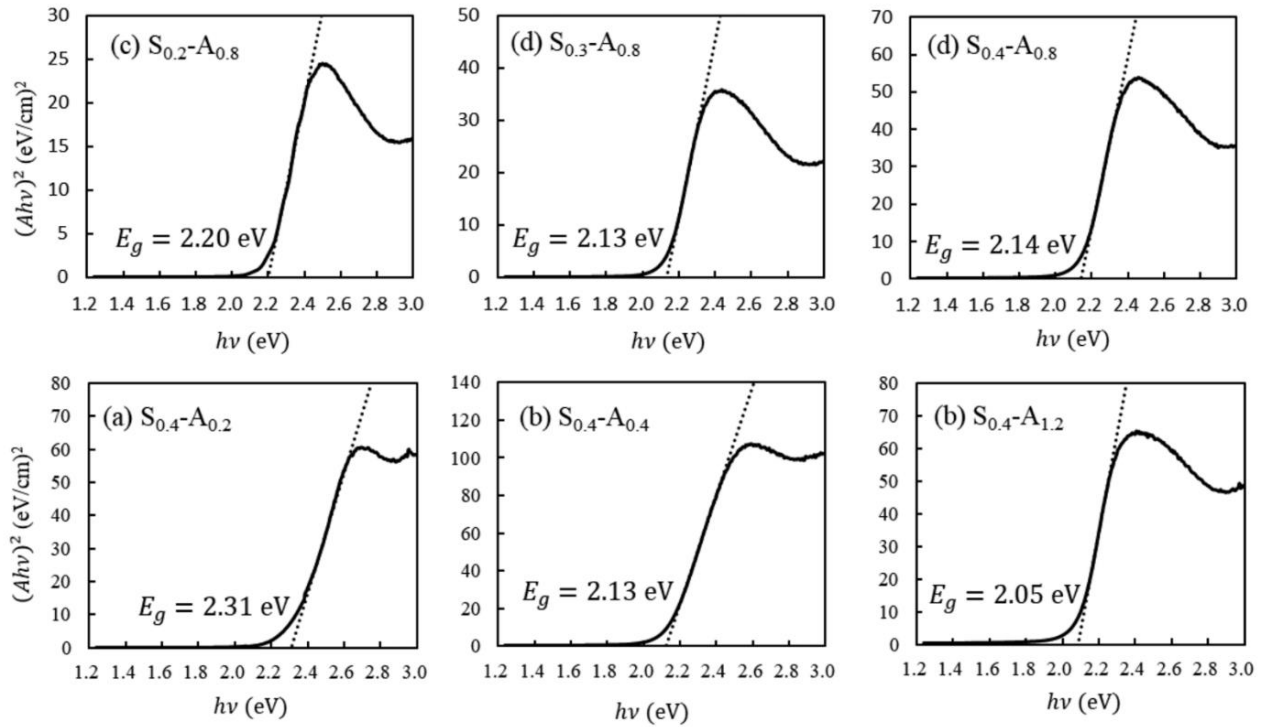 30
25
20
15
10
5
0
(Ahν)² (eV/cm)²
(c) S₀.₂-A₀.₈
E_g = 2.20 eV
1.2 1.4 1.6 1.8 2.0 2.2 2.4 2.6 2.8 3.0
hν (eV)
50
40
30
20
10
0
(d) S₀.₃-A₀.₈
E_g = 2.13 eV
1.2 1.4 1.6 1.8 2.0 2.2 2.4 2.6 2.8 3.0
hν (eV)
70
60
50
40
30
20
10
0
(d) S₀.₄-A₀.₈
E_g = 2.14 eV
1.2 1.4 1.6 1.8 2.0 2.2 2.4 2.6 2.8 3.0
hν (eV)
80
70
60
50
40
30
20
10
0
(Ahν)² (eV/cm)²
(a) S₀.₄-A₀.₂
E_g = 2.31 eV
1.2 1.4 1.6 1.8 2.0 2.2 2.4 2.6 2.8 3.0
hν (eV)
140
120
100
80
60
40
20
0
(b) S₀.₄-A₀.₄
E_g = 2.13 eV
1.2 1.4 1.6 1.8 2.0 2.2 2.4 2.6 2.8 3.0
hν (eV)
80
70
60
50
40
30
20
10
0
(b) S₀.₄-A₁.₂
E_g = 2.05 eV
1.2 1.4 1.6 1.8 2.0 2.2 2.4 2.6 2.8 3.0
hν (eV)